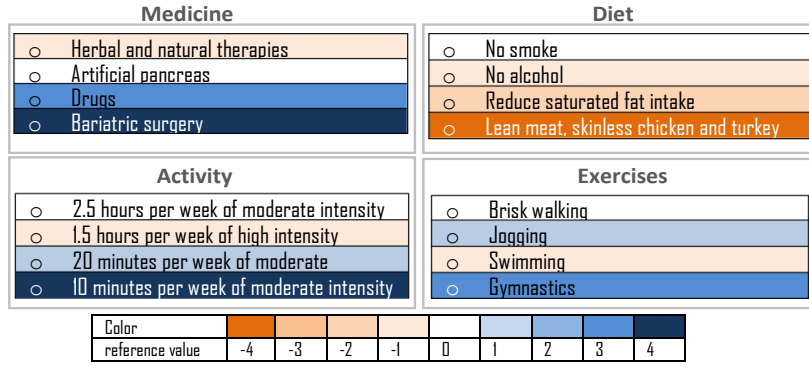 Medicine
○ Herbal and natural therapies
○ Artificial pancreas
○ Drugs
○ Bariatric surgery
Diet
○ No smoke
○ No alcohol
○ Reduce saturated fat intake
○ Lean meat, skinless chicken and turkey
Activity
○ 2.5 hours per week of moderate intensity
○ 1.5 hours per week of high intensity
○ 20 minutes per week of moderate
○ 10 minutes per week of moderate intensity
Exercises
○ Brisk walking
○ Jogging
○ Swimming
○ Gymnastics
Color
reference value -4 -3 -2 -1 0 1 2 3 4